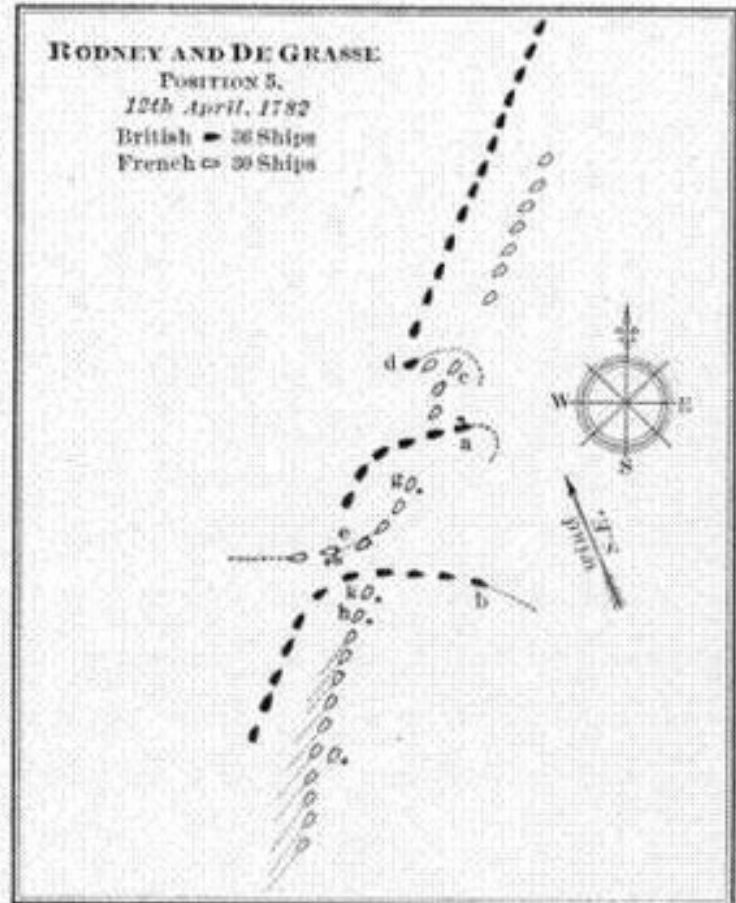 RODNEY AND DE GRASSE
POSITION 5.
12th April, 1782
British 36 Ships
French 30 Ships
d
c
a
g
e
k
b
h
W
E
S
Wind
S.E.